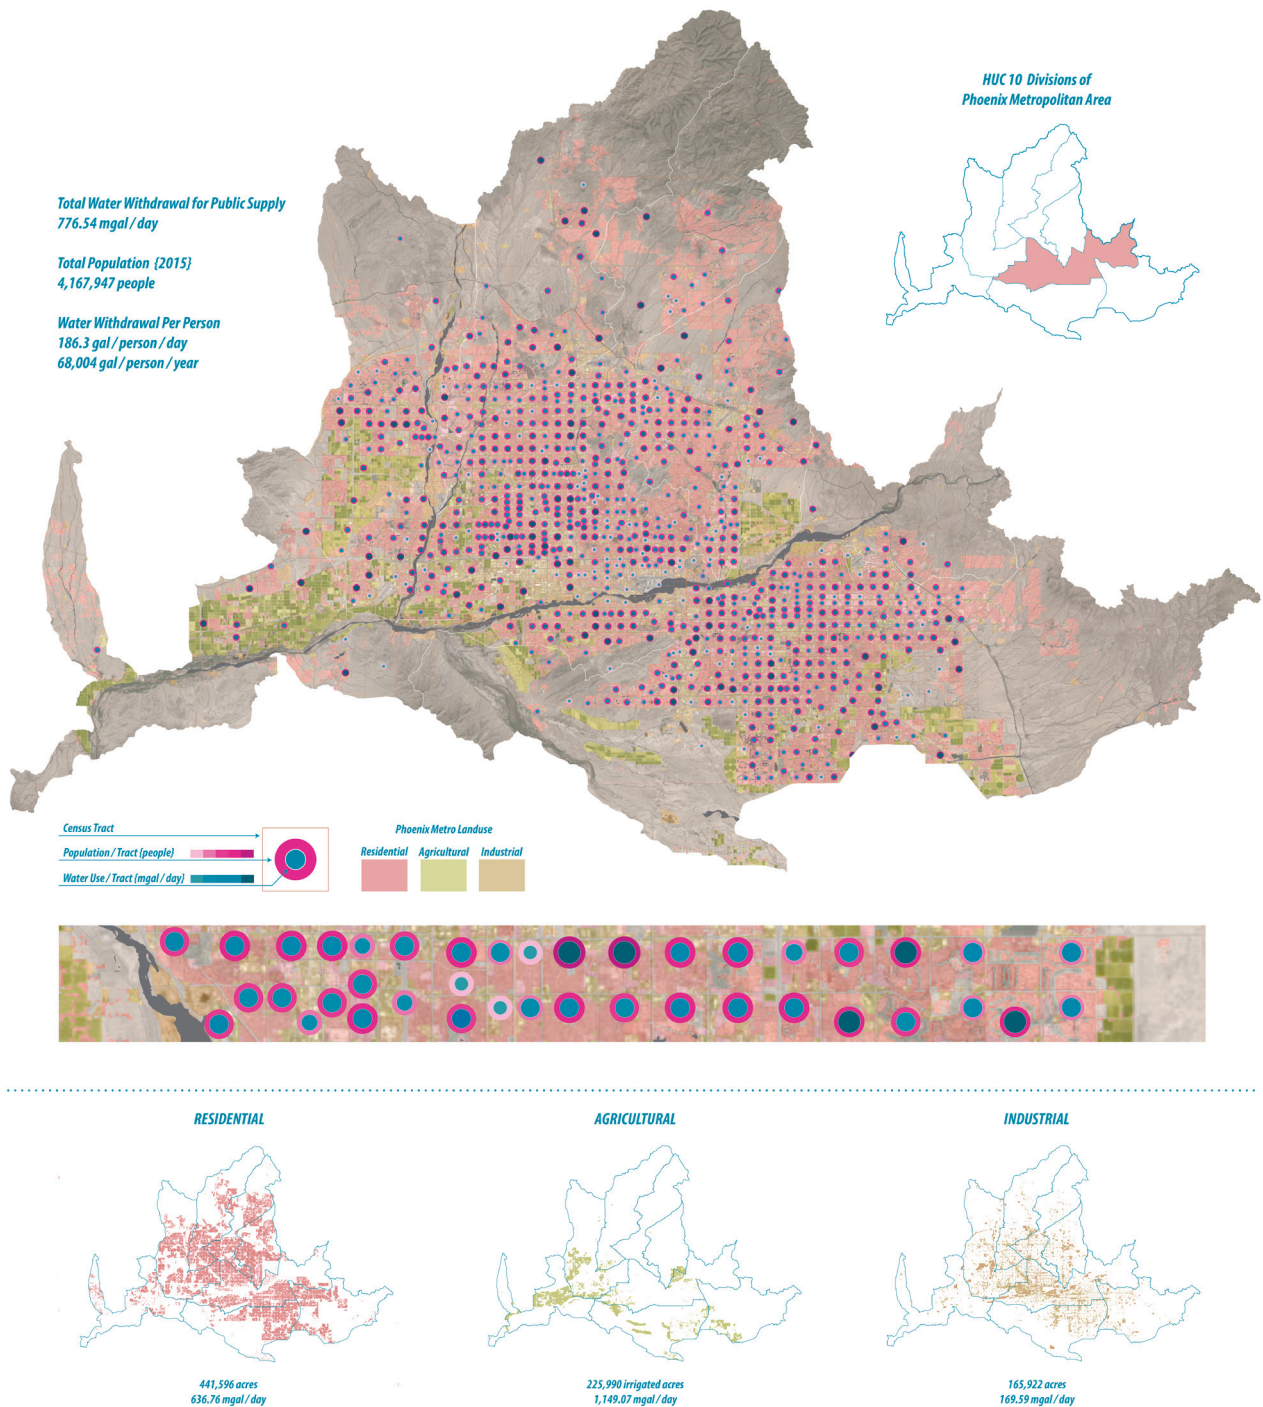 HUC 10 Divisions of
Phoenix Metropolitan Area
Total Water Withdrawal for Public Supply
776.54 mgal / day
Total Population {2015}
4,167,947 people
Water Withdrawal Per Person
186.3 gal / person / day
68,004 gal / person / year
Census Tract
Population / Tract {people}
Water Use / Tract {mgal / day}
Phoenix Metro Landuse
Residential Agricultural Industrial
RESIDENTIAL
AGRICULTURAL
INDUSTRIAL
441,596 acres
636.76 mgal / day
225,990 irrigated acres
1,149.07 mgal / day
165,922 acres
169.59 mgal / day